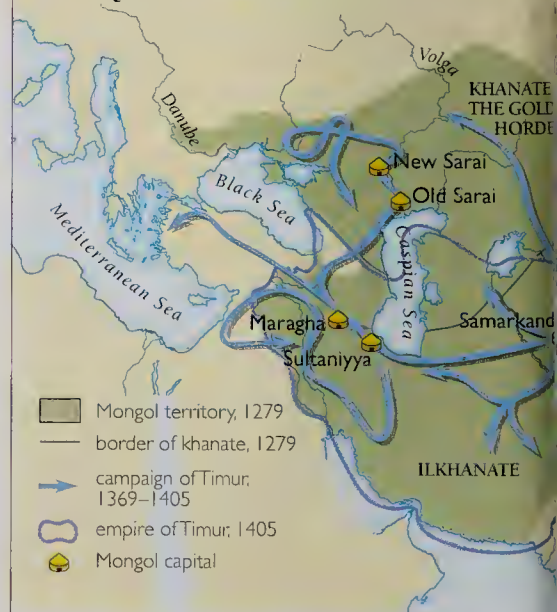 Volga
KHANATE
THE GOL
HORDE
Danube
New Sarai
Old Sarai
Black Sea
Caspian Sea
Mediterranean Sea
Maragha
Samarkand
Sultaniyya
ILKHANATE
Mongol territory, 1279
border of khanate, 1279
campaign of Timur,
1369–1405
empire of Timur, 1405
Mongol capital